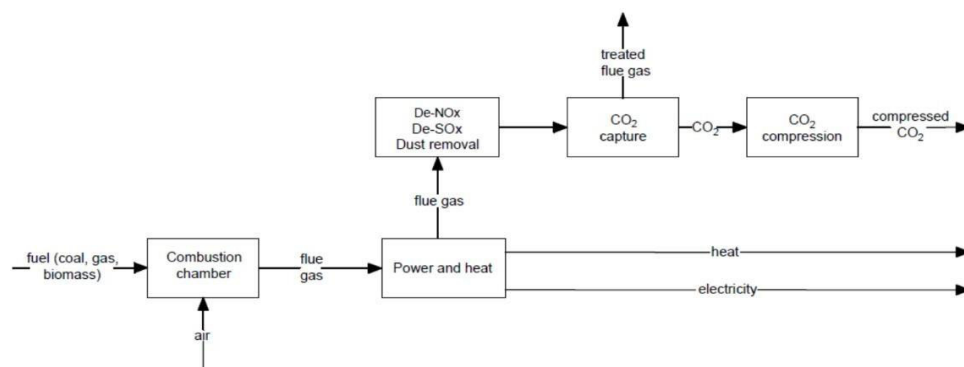 treated
flue gas
De-NOx
De-SOx
Dust removal
CO₂
capture
CO₂
CO₂
compression
compressed
CO₂
flue gas
fuel (coal, gas,
biomass)
Combustion
chamber
flue
gas
Power and heat
heat
electricity
air